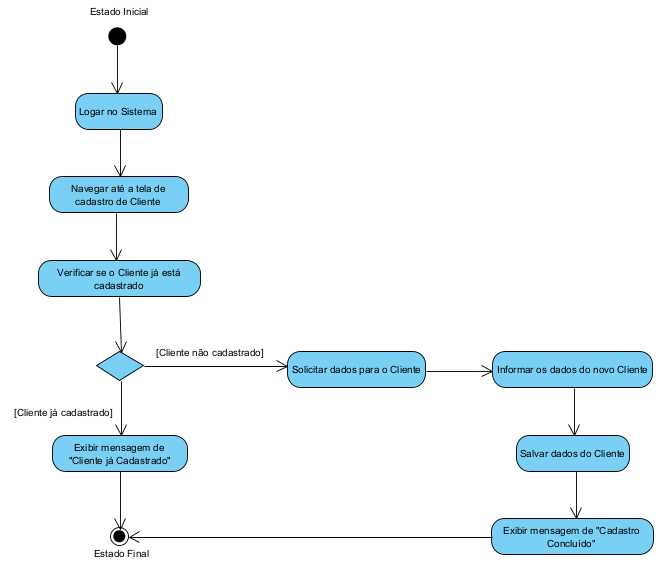 Estado Inicial
Logar no Sistema
Navegar até a tela de
cadastro de Cliente
Verificar se o Cliente já está
cadastrado
[Cliente não cadastrado]
Solicitar dados para o Cliente
Informar os dados do novo Cliente
[Cliente já cadastrado]
Exibir mensagem de
"Cliente já Cadastrado"
Salvar dados do Cliente
Exibir mensagem de "Cadastro
Concluído"
Estado Final